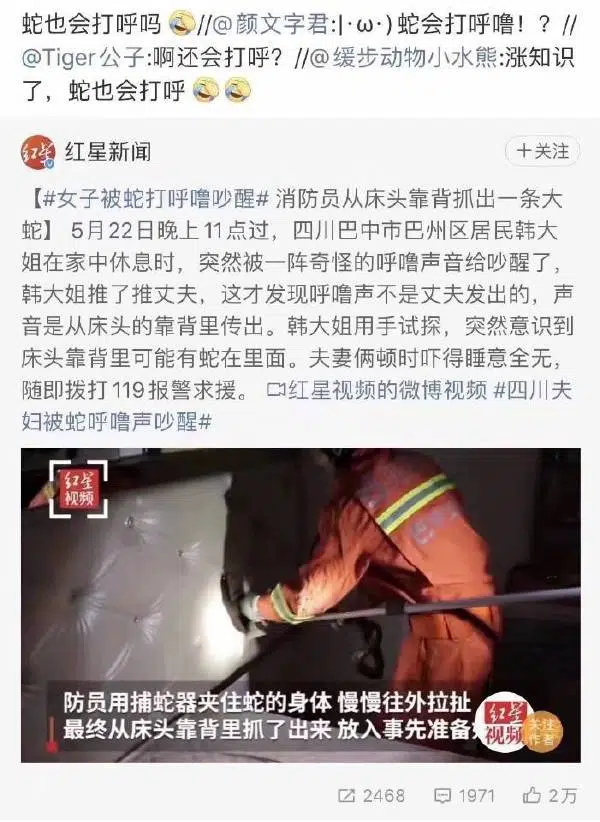 蛇也会打呼吗🤣//@颜文字君:|·ω·)蛇会打呼噜！？//
@Tiger公子:啊还会打呼？//@缓步动物小水熊:涨知识
了，蛇也会打呼🤣🤣
红星新闻
+关注
【#女子被蛇打呼噜吵醒# 消防员从床头靠背抓出一条大
蛇】5月22日晚上11点过，四川巴中市巴州区居民韩大
姐在家中休息时，突然被一阵奇怪的呼噜声音给吵醒了，
韩大姐推了推丈夫，这才发现呼噜声不是丈夫发出的，声
音是从床头的靠背里传出。韩大姐用手试探，突然意识到
床头靠背里可能有蛇在里面。夫妻俩顿时吓得睡意全无，
随即拨打119报警求援。 红星视频的微博视频 #四川夫
妇被蛇呼噜声吵醒#
红星
视频
防员用捕蛇器夹住蛇的身体 慢慢往外拉扯
最终从床头靠背里抓了出来 放入事先准备
红星
视频
关注
作者
2468 1971 2万